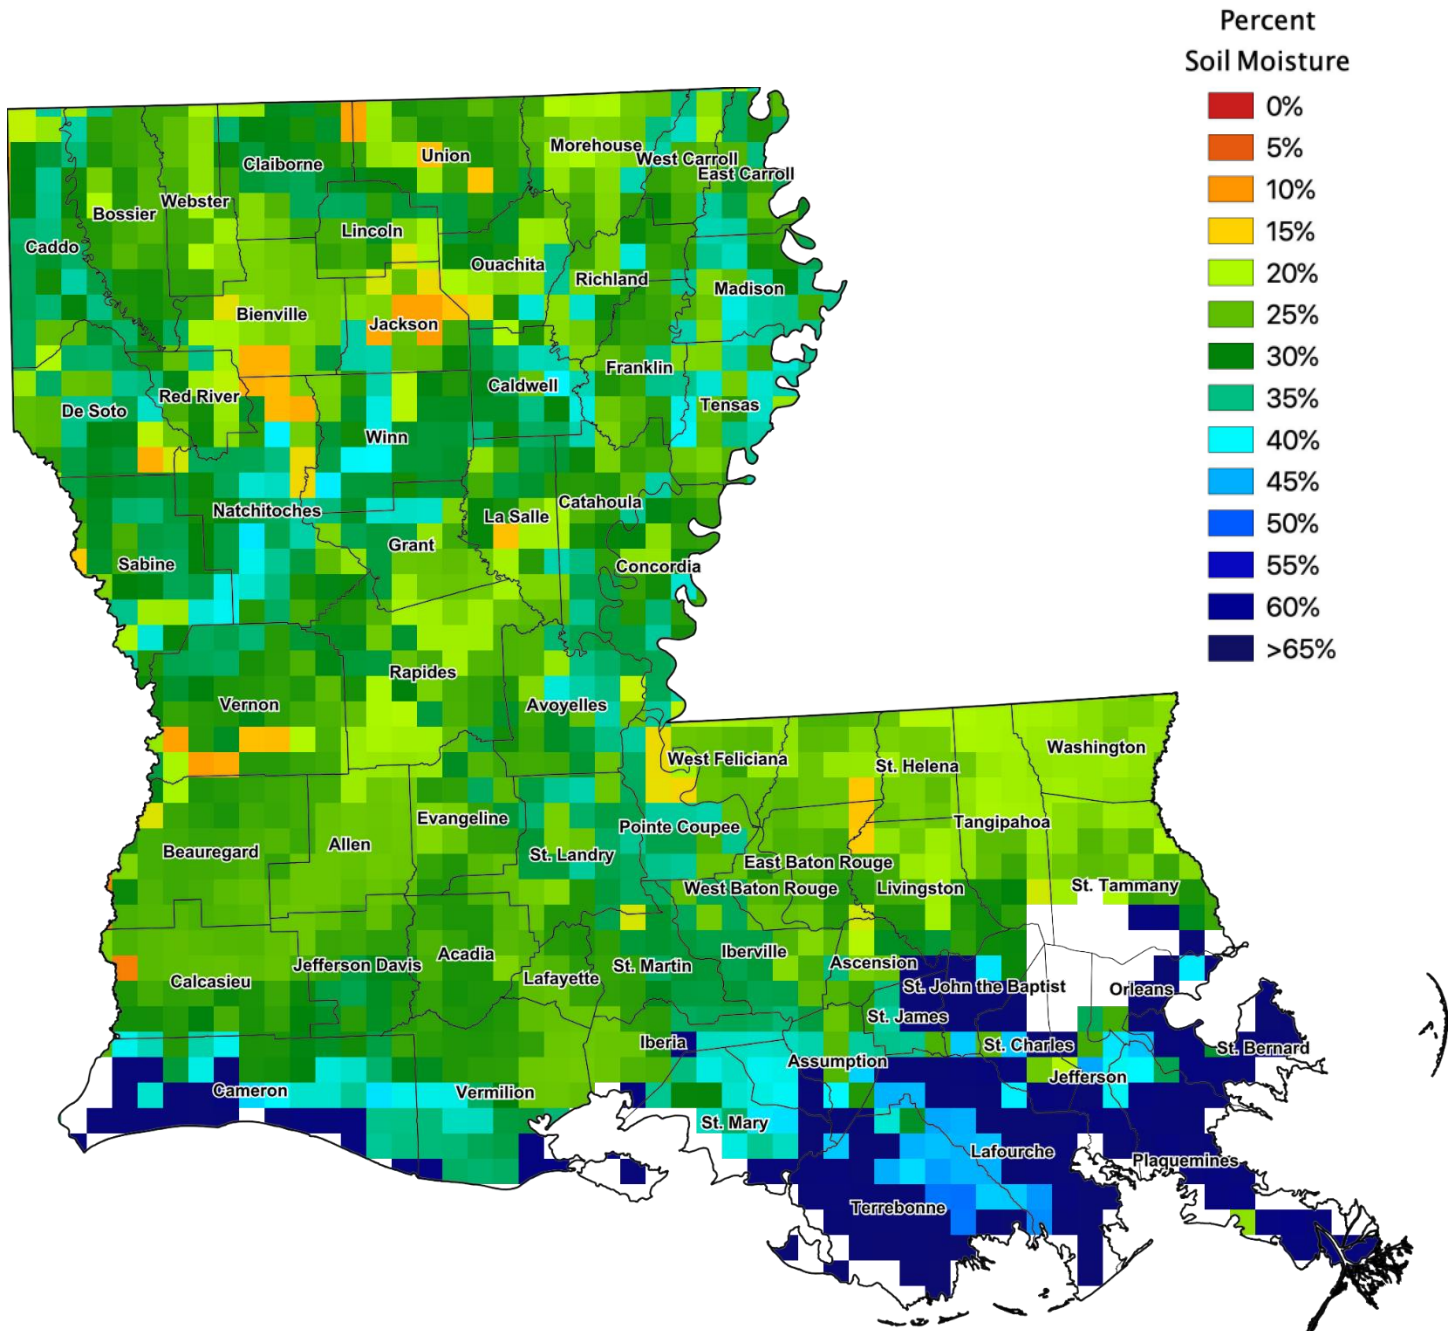 Percent
Soil Moisture
0%
5%
10%
15%
20%
25%
30%
35%
40%
45%
50%
55%
60%
>65%
Claiborne
Union
Morehouse
West Carroll
East Carroll
Webster
Bossier
Lincoln
Caddo
Ouachita
Richland
Madison
Bienville
Jackson
Franklin
Caldwell
Red River
De Soto
Tensas
Winn
Natchitoches
Catahoula
La Salle
Grant
Sabine
Concordia
Rapides
Vernon
Avoyelles
West Feliciana
St. Helena
Washington
Evangeline
Pointe Coupee
Tangipahoa
Beauregard
Allen
St. Landry
East Baton Rouge
West Baton Rouge
Livingston
St. Tammany
Acadia
Iberville
Jefferson Davis
St. Martin
Ascension
Calcasieu
Lafayette
St. John the Baptist
Orleans
St. James
Iberia
St. Charles
St. Bernard
Assumption
Jefferson
Cameron
Vermilion
St. Mary
Lafourche
Plaquemines
Terrebonne